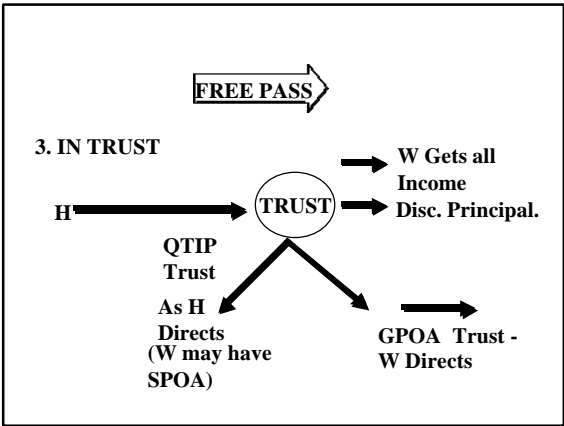 FREE PASS
3. IN TRUST
W Gets all
Income
H
TRUST
Disc. Principal.
QTIP
Trust
As H
Directs
(W may have
SPOA)
GPOA Trust -
W Directs